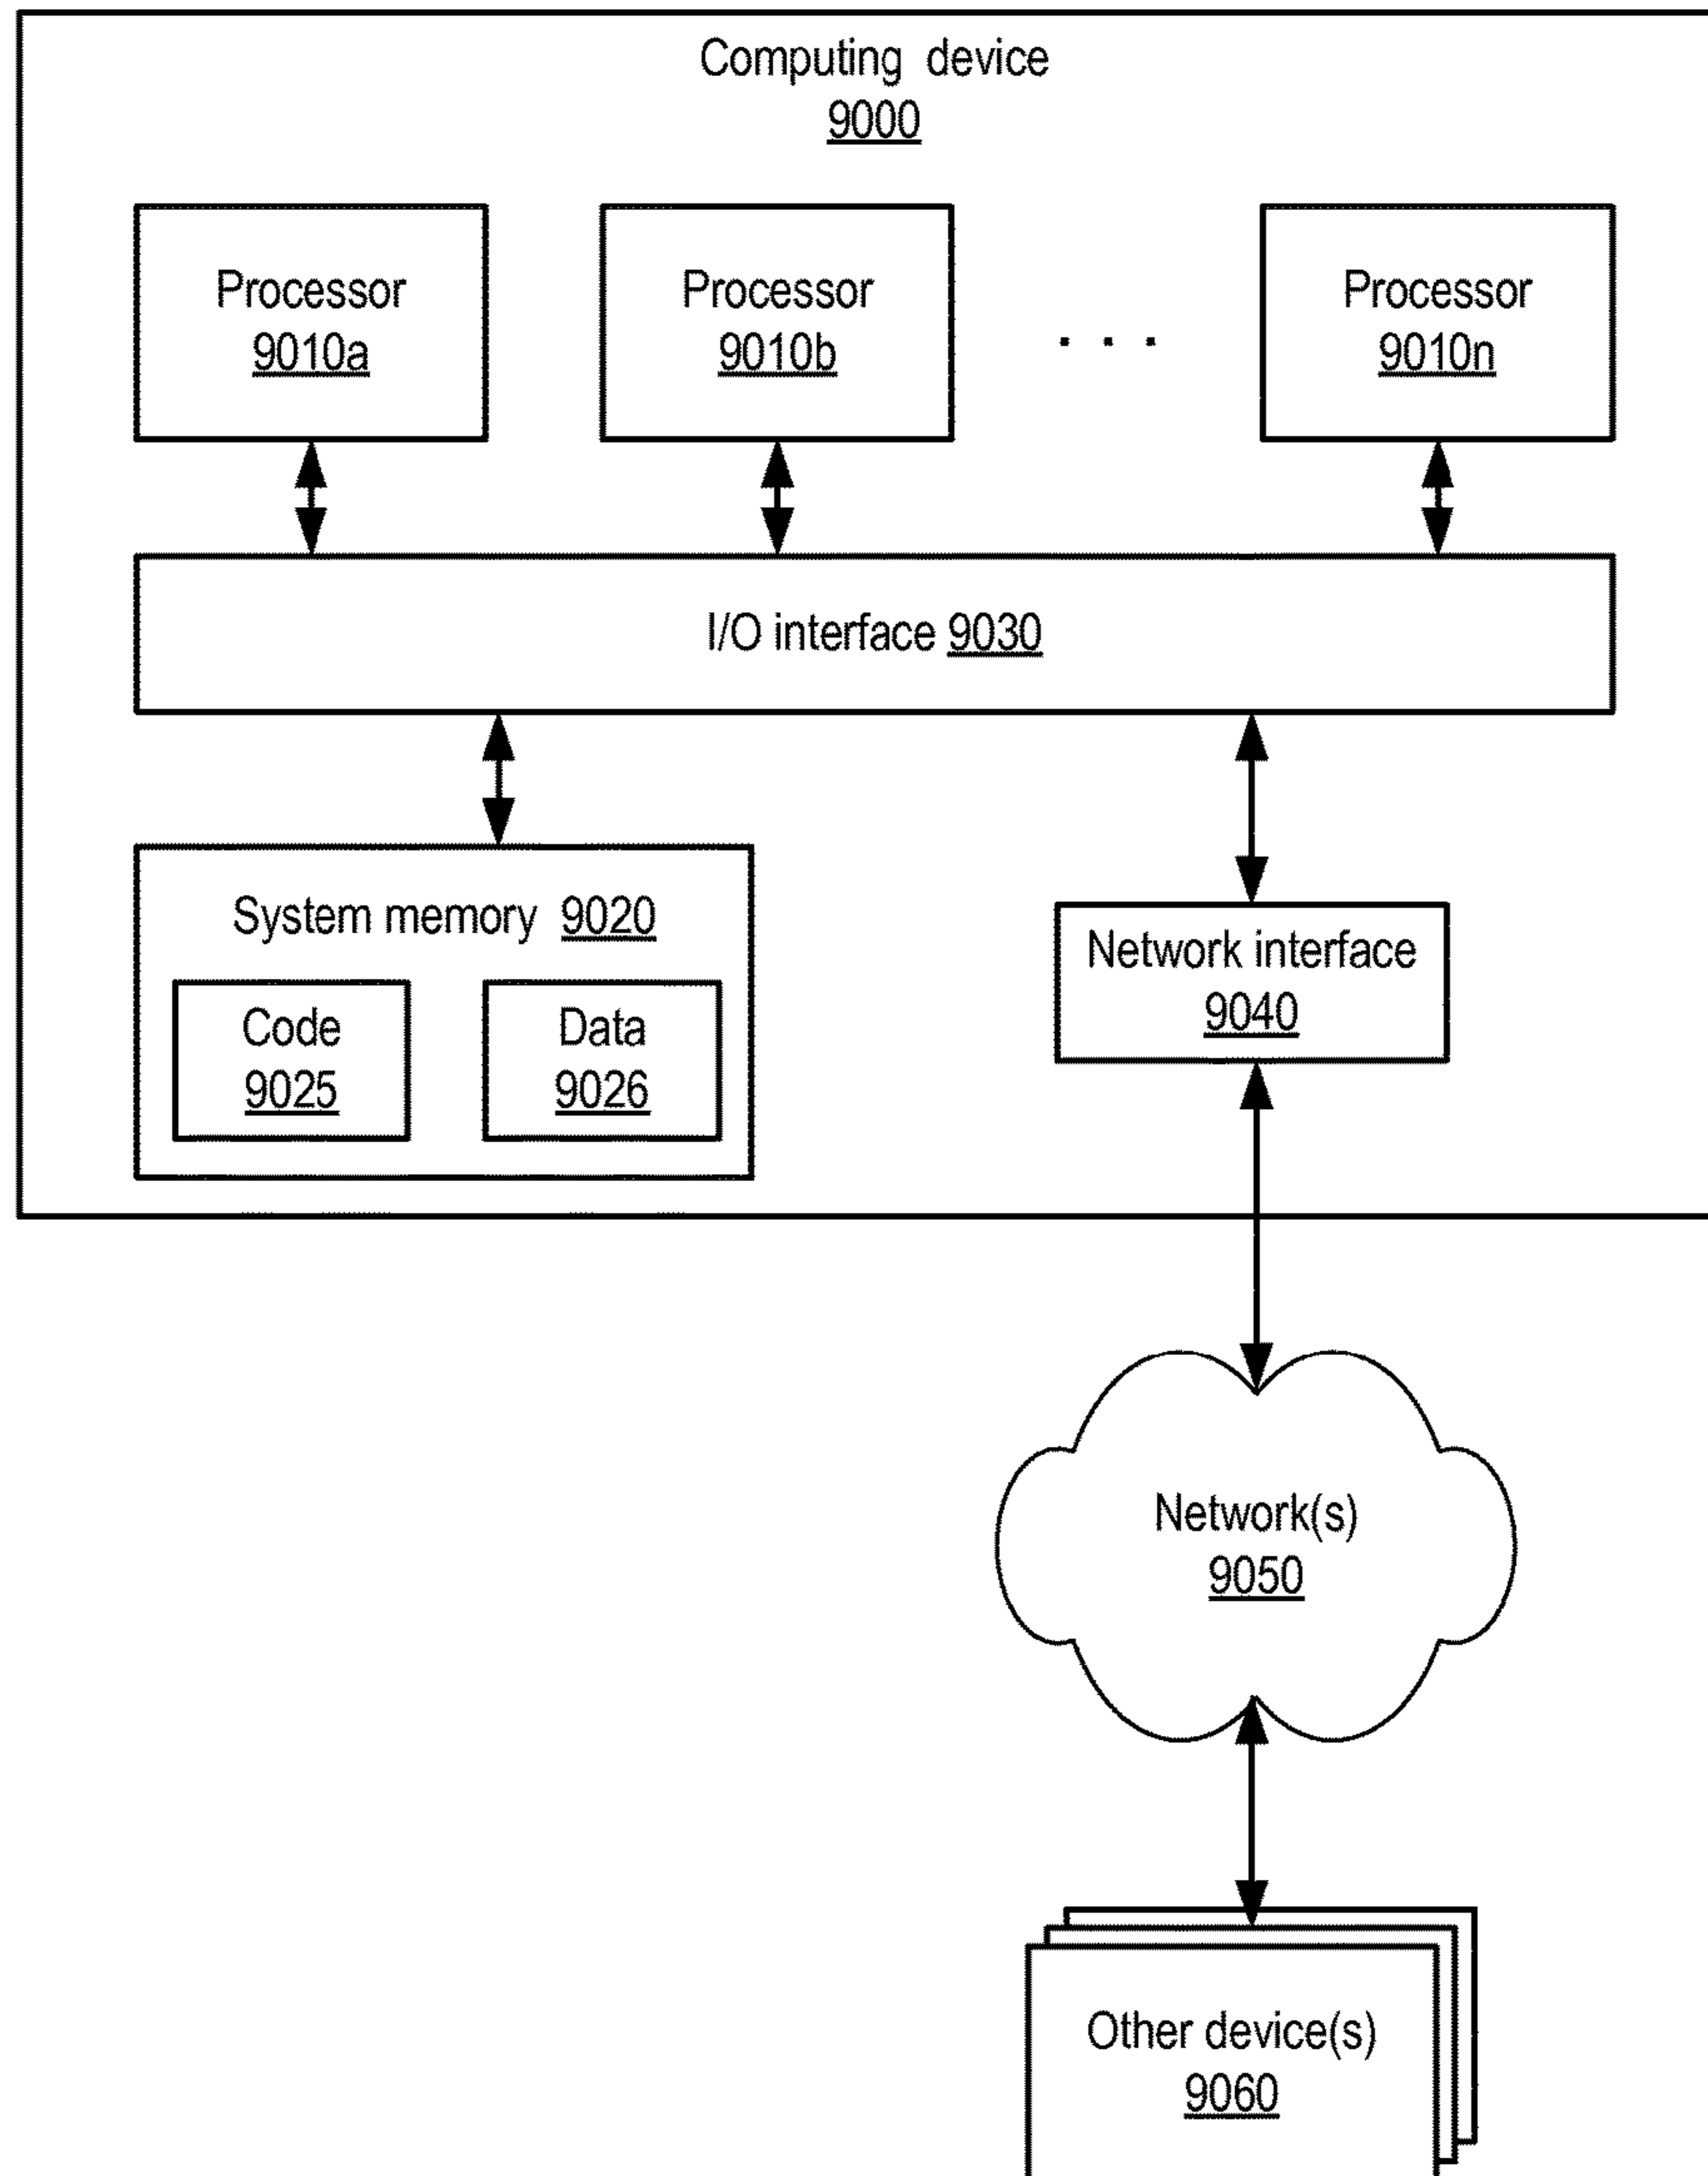 Computing device
9000
Processor
9010a
Processor
9010b
. . .
Processor
9010n
I/O interface 9030
System memory 9020
Code
9025
Data
9026
Network interface
9040
Network(s)
9050
Other device(s)
9060